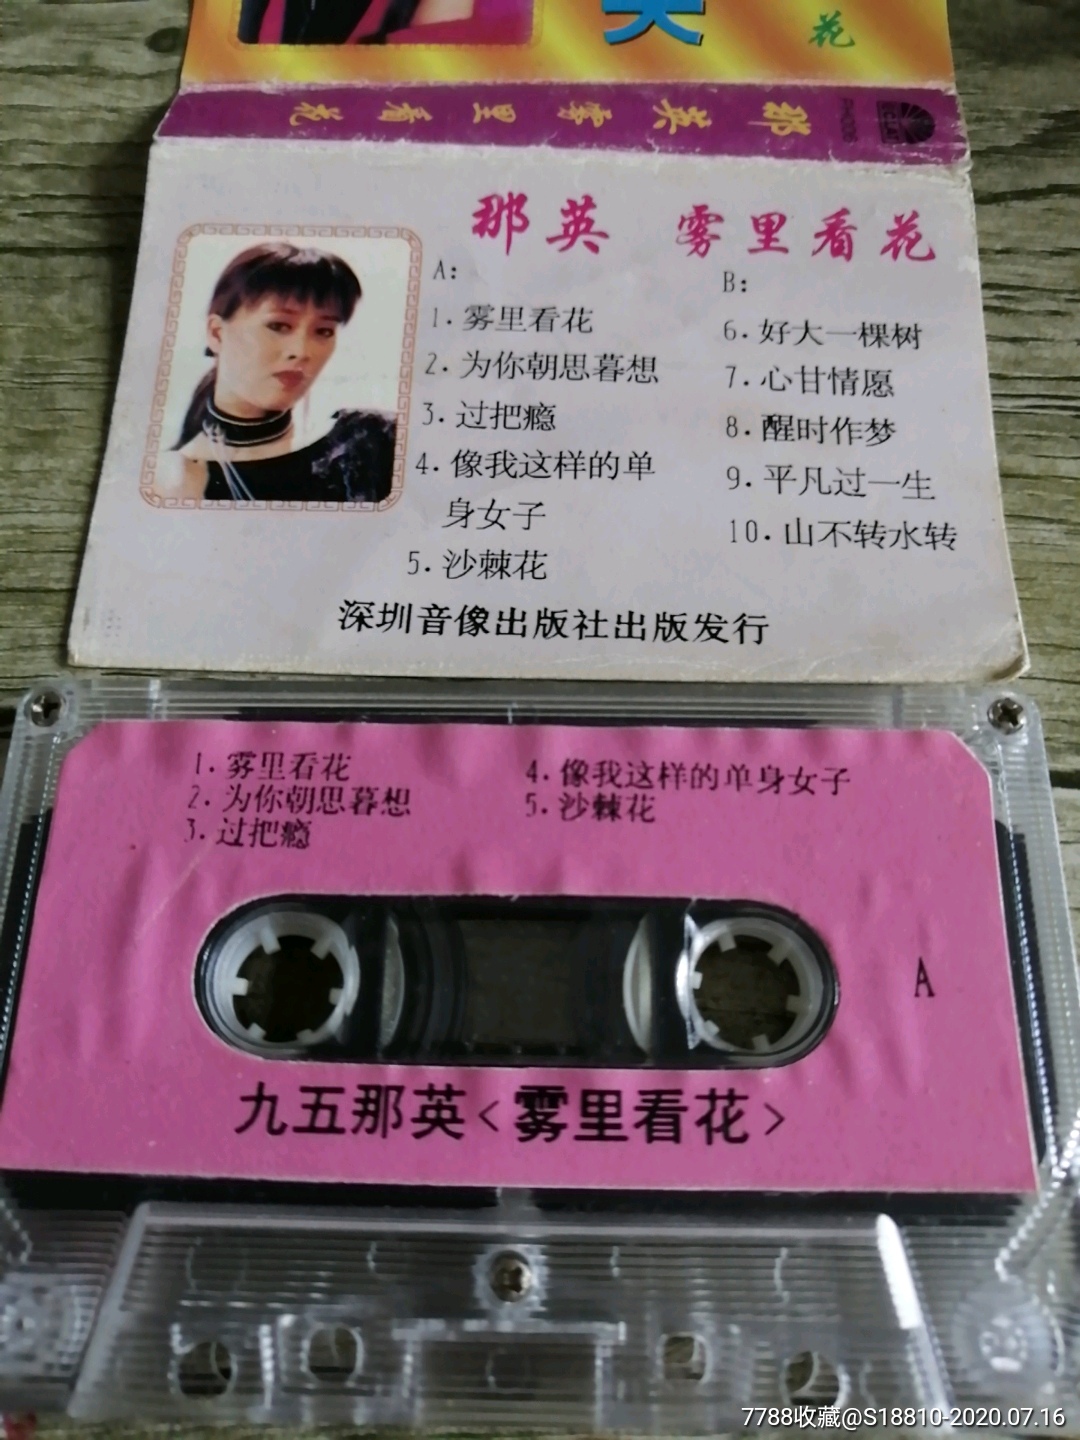 英
花
那英 雾里看花
那英 雾里看花
A:
1. 雾里看花
2. 为你朝思暮想
3. 过把瘾
4. 像我这样的单
身女子
5. 沙棘花
B:
6. 好大一棵树
7. 心甘情愿
8. 醒时作梦
9. 平凡过一生
10. 山不转水转
深圳音像出版社出版发行
1. 雾里看花
2. 为你朝思暮想
3. 过把瘾
4. 像我这样的单身女子
5. 沙棘花
A
九五那英<雾里看花>
7788收藏@S18810-2020.07.16